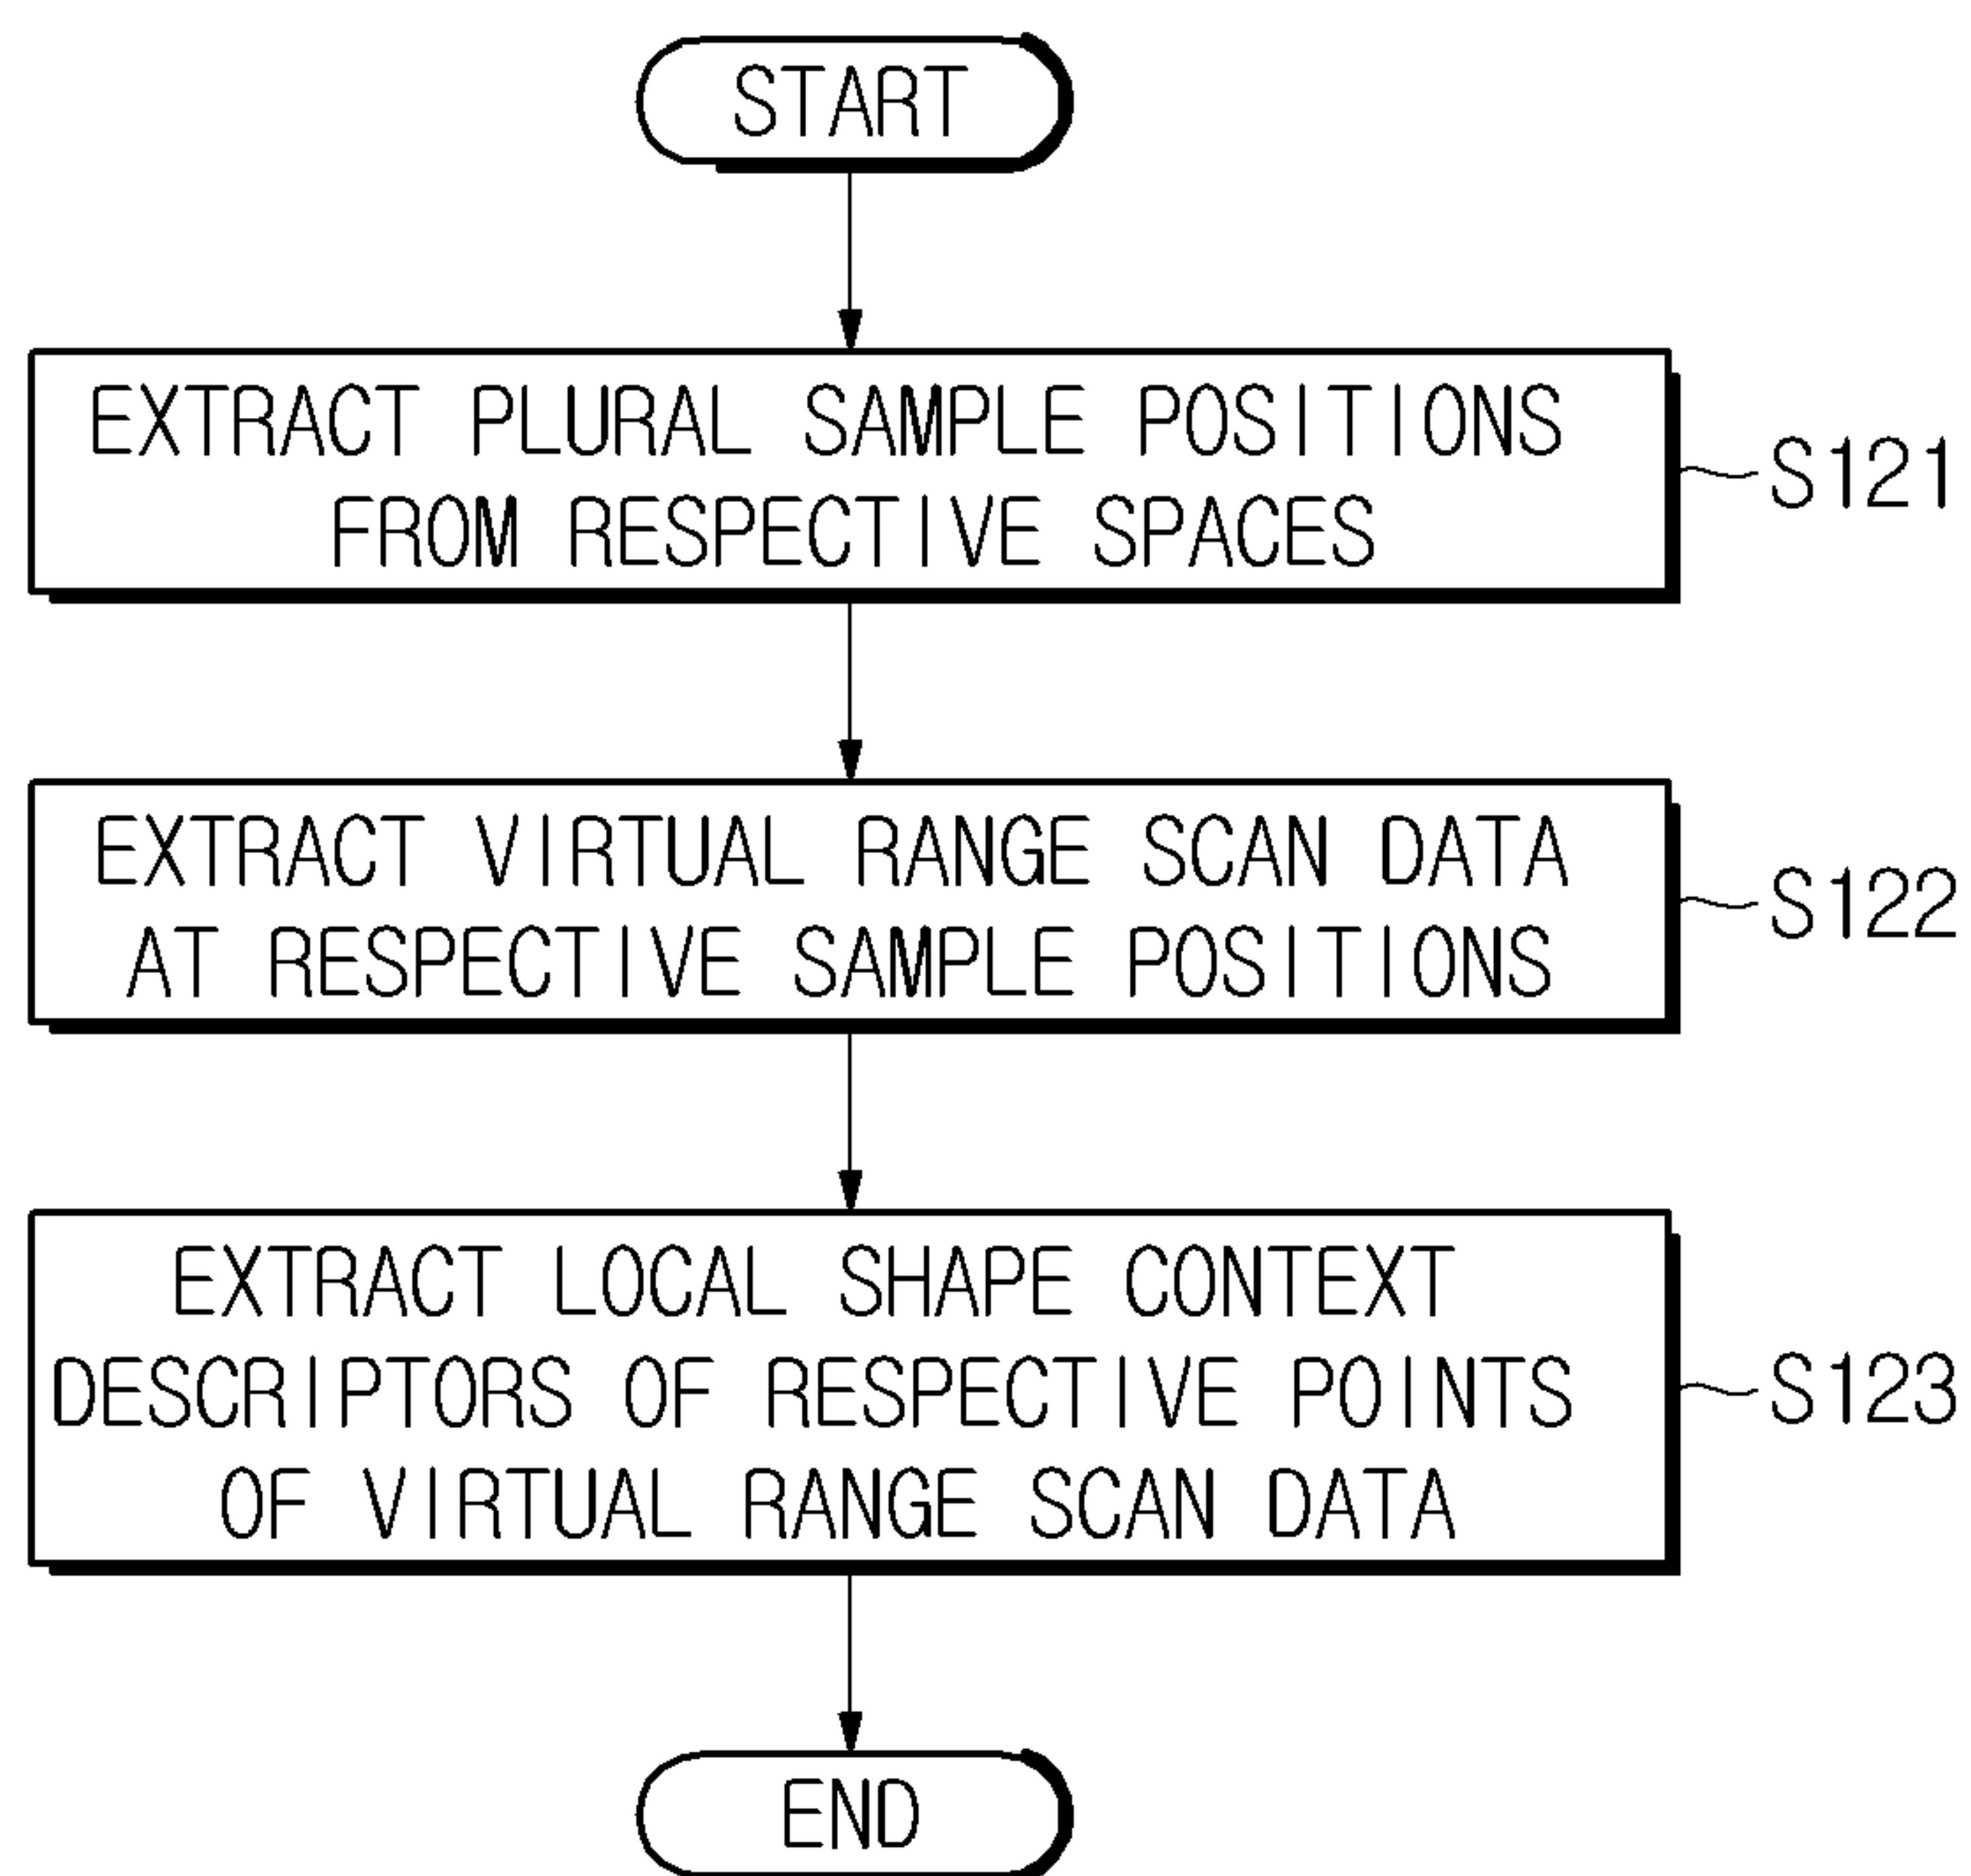 START
EXTRACT PLURAL SAMPLE POSITIONS
FROM RESPECTIVE SPACES
S121
EXTRACT VIRTUAL RANGE SCAN DATA
AT RESPECTIVE SAMPLE POSITIONS
S122
EXTRACT LOCAL SHAPE CONTEXT
DESCRIPTORS OF RESPECTIVE POINTS
OF VIRTUAL RANGE SCAN DATA
S123
END